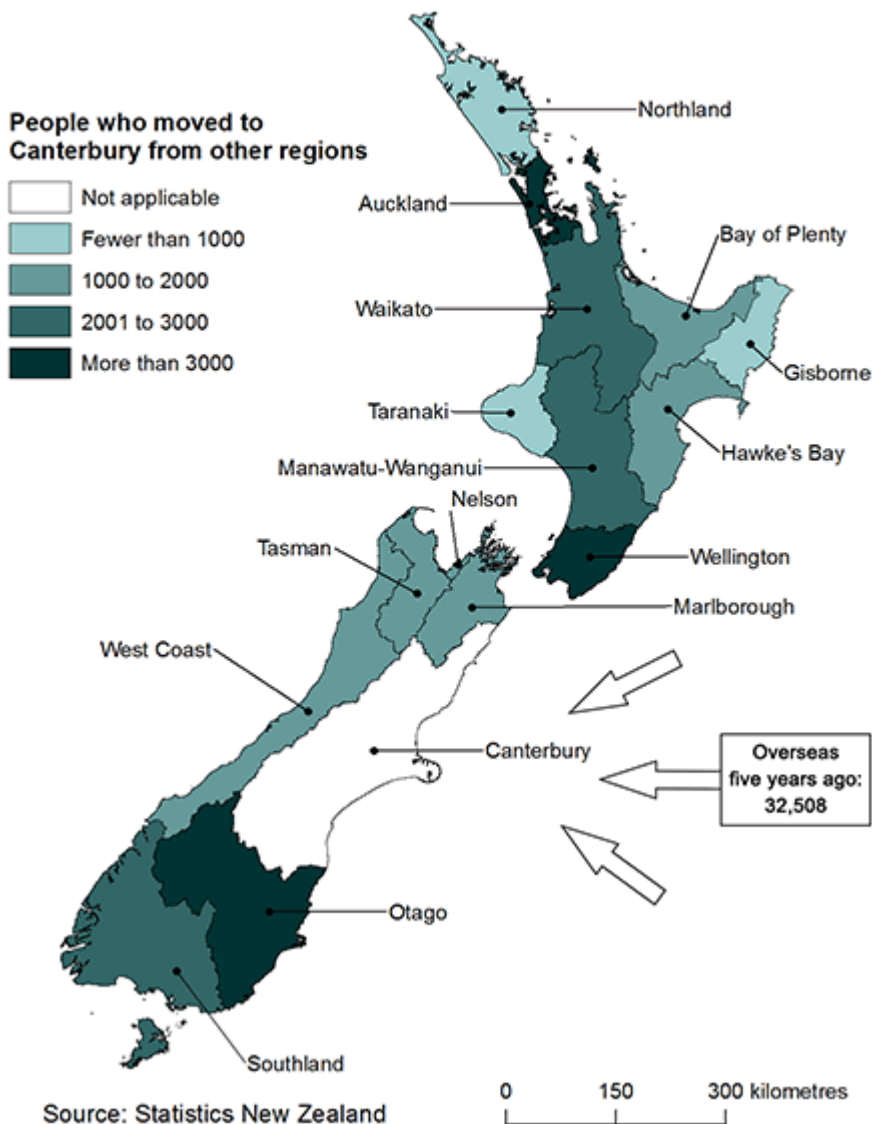 People who moved to
Canterbury from other regions
Not applicable
Fewer than 1000
1000 to 2000
2001 to 3000
More than 3000
Northland
Auckland
Bay of Plenty
Waikato
Gisborne
Taranaki
Hawke's Bay
Manawatu-Wanganui
Nelson
Tasman
Wellington
Marlborough
West Coast
Canterbury
Overseas
five years ago:
32,508
Otago
Southland
0 150 300 kilometres
Source: Statistics New Zealand